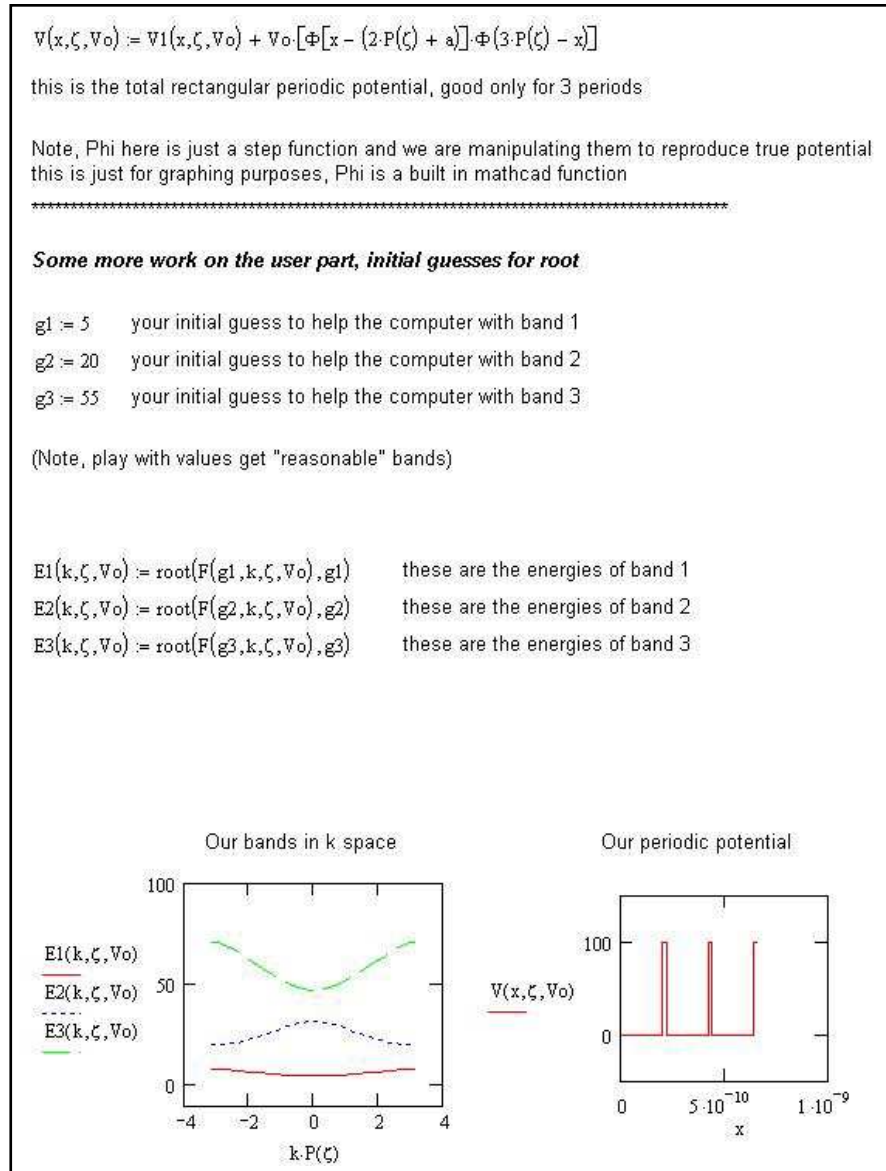 V(x,ζ,Vo) := V1(x,ζ,Vo) + Vo·[Φ[x − (2·P(ζ) + a)]·Φ(3·P(ζ) − x)]
this is the total rectangular periodic potential, good only for 3 periods
Note, Phi here is just a step function and we are manipulating them to reproduce true potential
this is just for graphing purposes, Phi is a built in mathcad function
******************************************************************************************
Some more work on the user part, initial guesses for root
g1 := 5 your initial guess to help the computer with band 1
g2 := 20 your initial guess to help the computer with band 2
g3 := 55 your initial guess to help the computer with band 3
(Note, play with values get "reasonable" bands)
E1(k,ζ,Vo) := root(F(g1,k,ζ,Vo),g1) these are the energies of band 1
E2(k,ζ,Vo) := root(F(g2,k,ζ,Vo),g2) these are the energies of band 2
E3(k,ζ,Vo) := root(F(g3,k,ζ,Vo),g3) these are the energies of band 3
Our bands in k space
100
50
0
E1(k,ζ,Vo)
E2(k,ζ,Vo)
E3(k,ζ,Vo)
−4 −2 0 2 4
k·P(ζ)
Our periodic potential
100
0
V(x,ζ,Vo)
0 5·10⁻¹⁰ 1·10⁻⁹
x